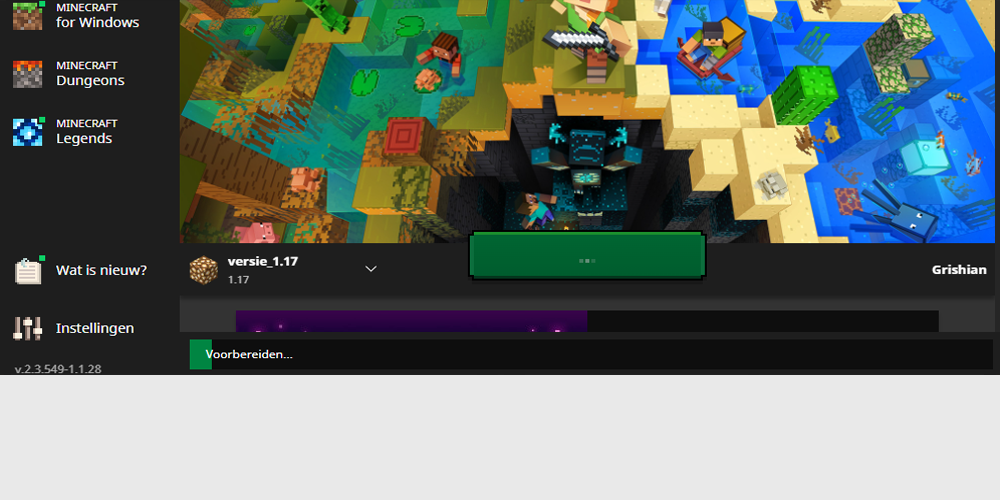 MINECRAFT
for Windows
MINECRAFT
Dungeons
MINECRAFT
Legends
Wat is nieuw?
Instellingen
v.2.3.549-1.1.28
versie_1.17
1.17
Grishian
Voorbereiden...